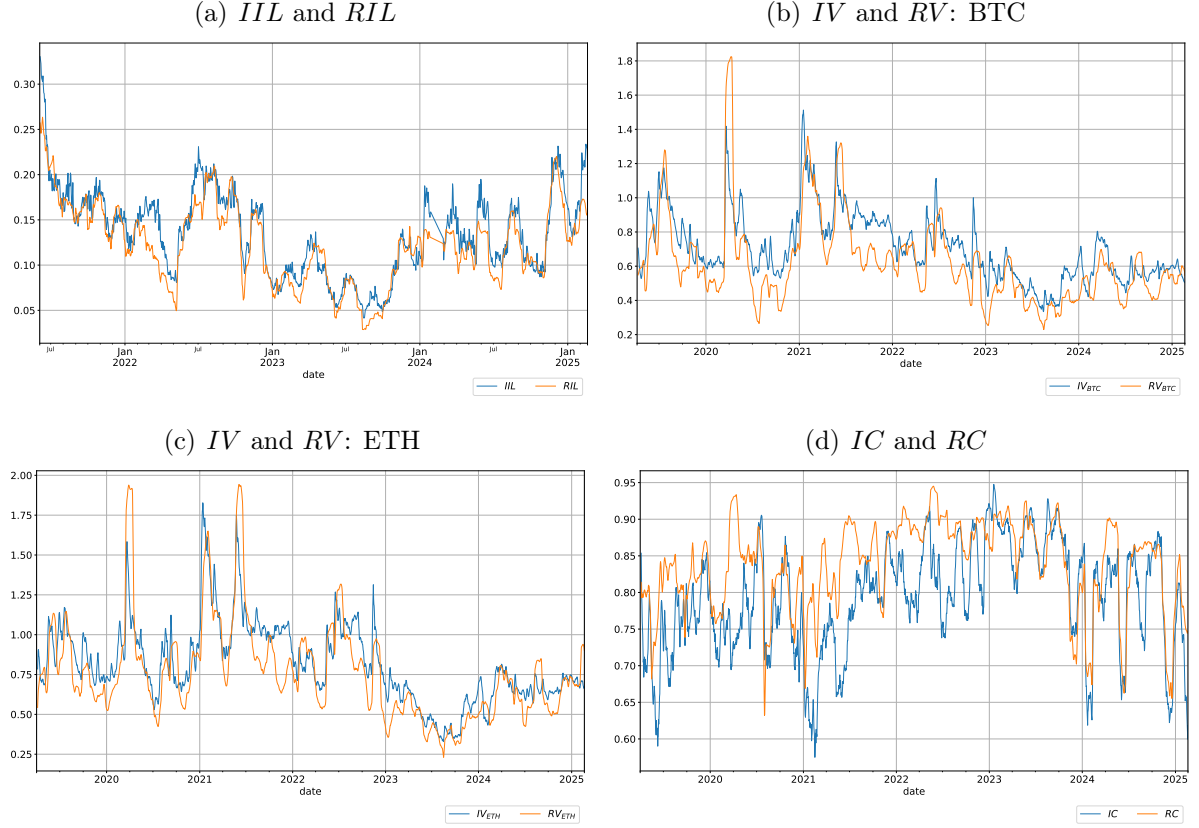 (a) IIL and RIL
0.30
0.25
0.20
0.15
0.10
0.05
Jul
Jan
2022
Jul
Jan
2023
Jul
Jan
2024
Jul
Jan
2025
date
IIL RIL
(b) IV and RV: BTC
1.8
1.6
1.4
1.2
1.0
0.8
0.6
0.4
0.2
2020 2021 2022 2023 2024 2025
date
IV_BTC RV_BTC
(c) IV and RV: ETH
2.00
1.75
1.50
1.25
1.00
0.75
0.50
0.25
2020 2021 2022 2023 2024 2025
date
IV_ETH RV_ETH
(d) IC and RC
0.95
0.90
0.85
0.80
0.75
0.70
0.65
0.60
2020 2021 2022 2023 2024 2025
date
IC RC